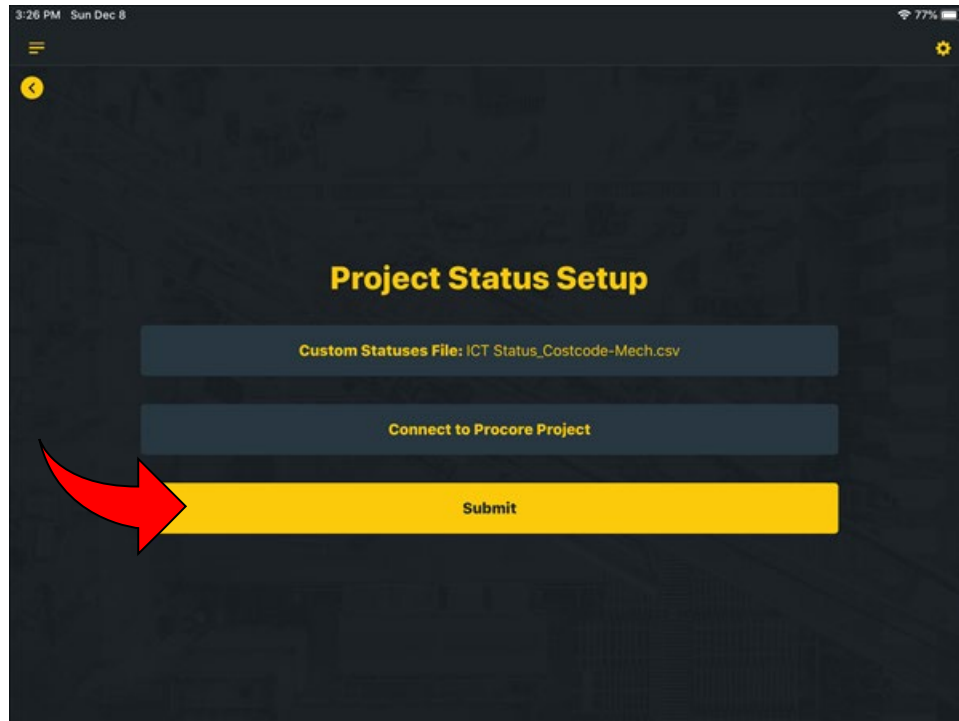 3:26 PM Sun Dec 8 77%
Project Status Setup
Custom Statuses File: ICT Status_Costcode-Mech.csv
Connect to Procore Project
Submit